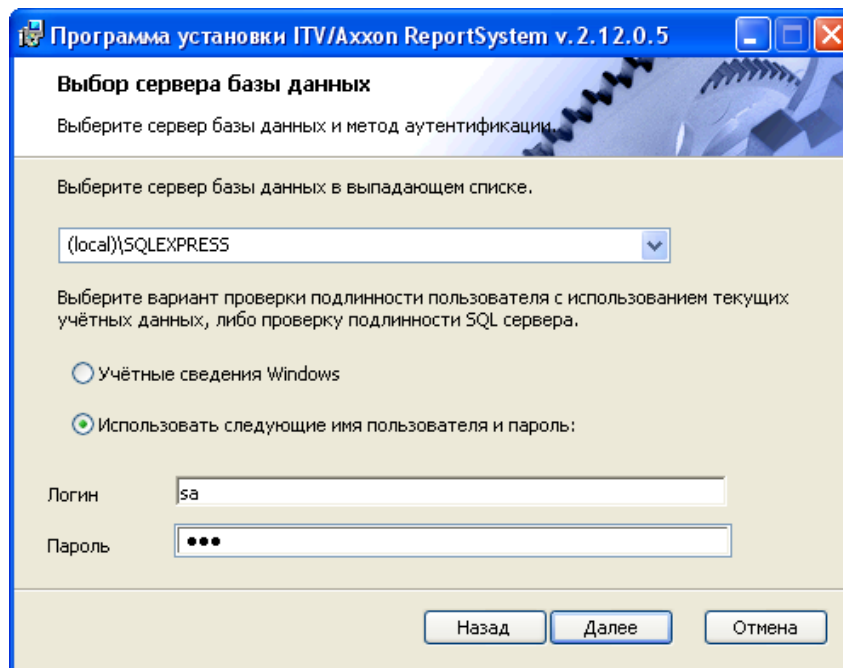 Программа установки ITV/Axxon ReportSystem v.2.12.0.5
Выбор сервера базы данных
Выберите сервер базы данных и метод аутентификации.
Выберите сервер базы данных в выпадающем списке.
(local)\SQLEXPRESS
Выберите вариант проверки подлинности пользователя с использованием текущих
учётных данных, либо проверку подлинности SQL сервера.
Учётные сведения Windows
Использовать следующие имя пользователя и пароль:
Логин
sa
Пароль
●●●
Назад
Далее
Отмена